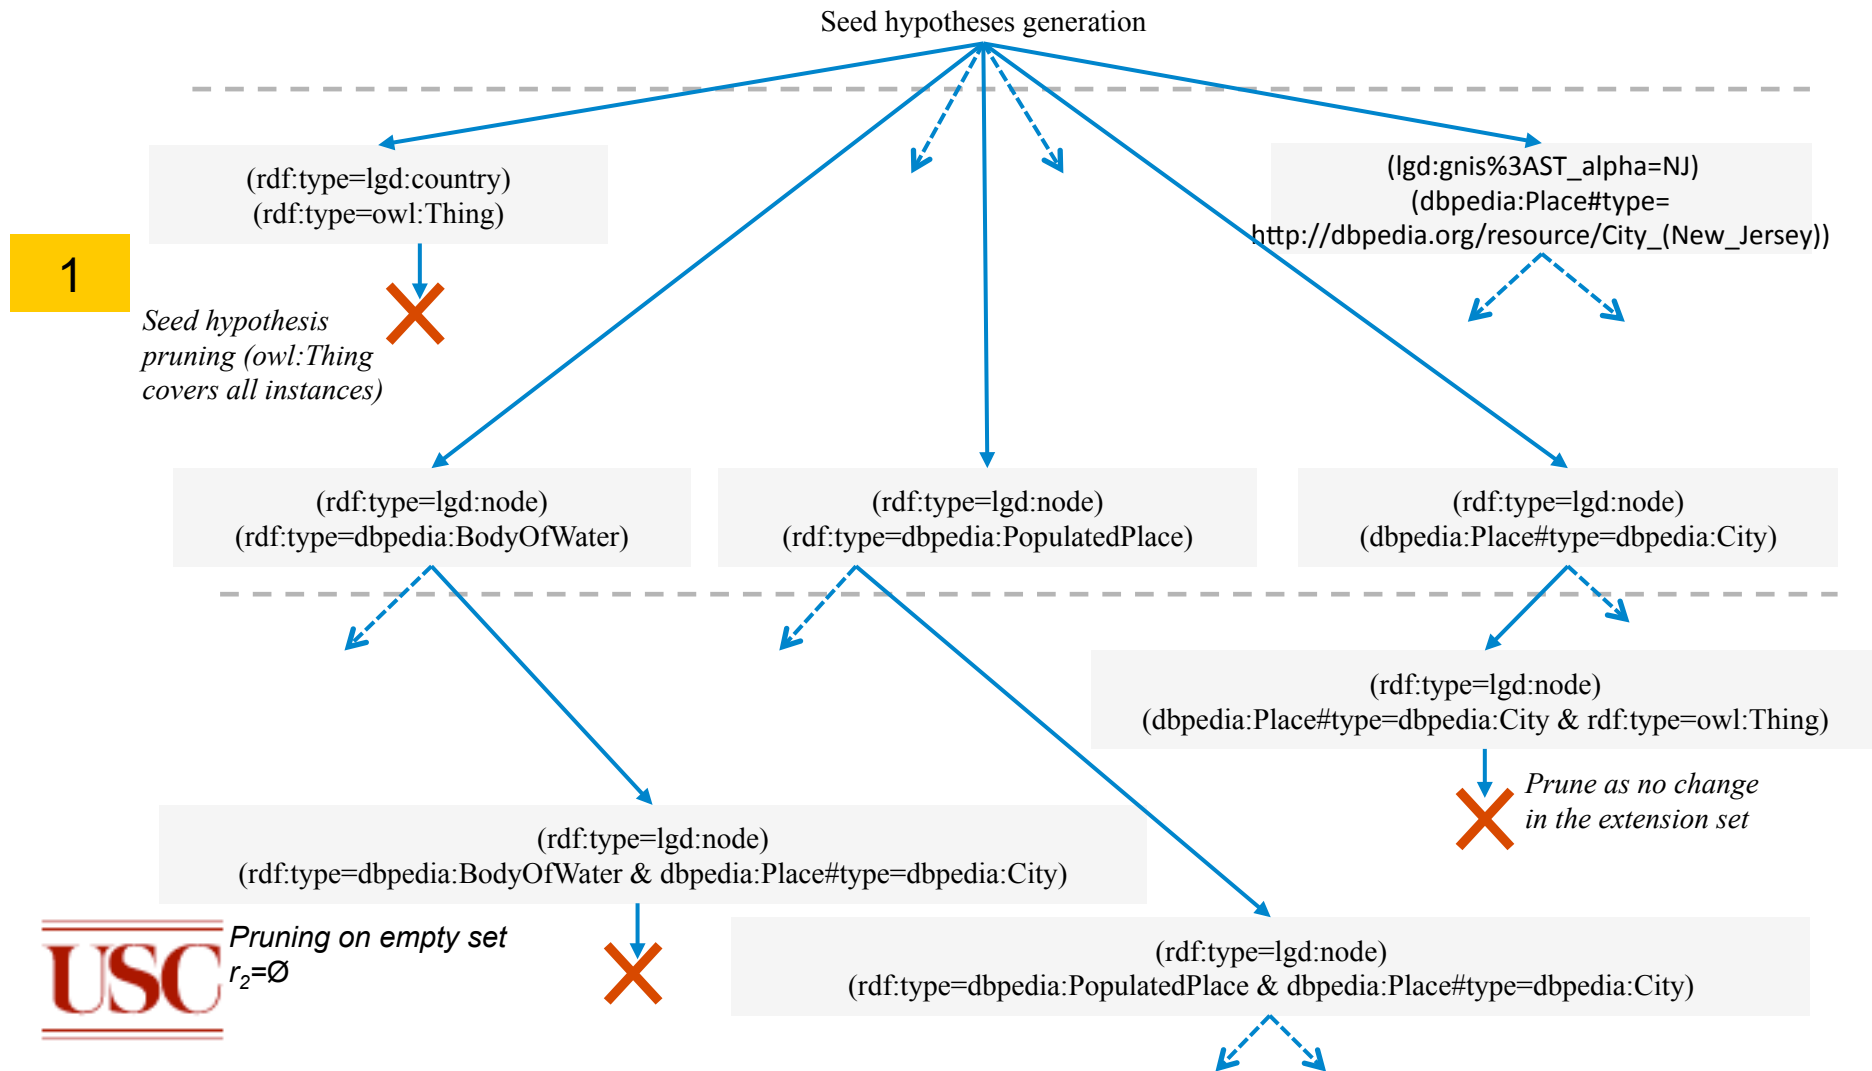 Seed hypotheses generation
(rdf:type=lgd:country)
(rdf:type=owl:Thing)
(lgd:gnis%3AST_alpha=NJ)
(dbpedia:Place#type=
http://dbpedia.org/resource/City_(New_Jersey))
1
Seed hypothesis
pruning (owl:Thing
covers all instances)
(rdf:type=lgd:node)
(rdf:type=dbpedia:BodyOfWater)
(rdf:type=lgd:node)
(rdf:type=dbpedia:PopulatedPlace)
(rdf:type=lgd:node)
(dbpedia:Place#type=dbpedia:City)
(rdf:type=lgd:node)
(dbpedia:Place#type=dbpedia:City & rdf:type=owl:Thing)
Prune as no change
in the extension set
(rdf:type=lgd:node)
(rdf:type=dbpedia:BodyOfWater & dbpedia:Place#type=dbpedia:City)
USC
Pruning on empty set
r2=Ø
(rdf:type=lgd:node)
(rdf:type=dbpedia:PopulatedPlace & dbpedia:Place#type=dbpedia:City)